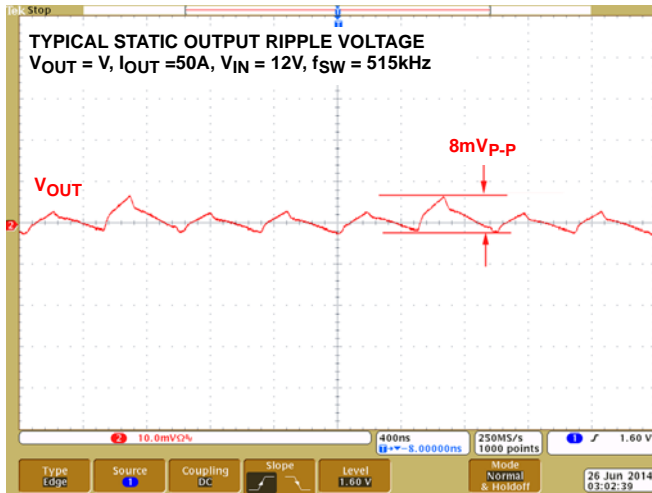 Tek Stop
TYPICAL STATIC OUTPUT RIPPLE VOLTAGE
VOUT = V, IOUT =50A, VIN = 12V, fSW = 515kHz
8mVP-P
VOUT
2
2 10.0mVΩ
400ns
T→▼-8.00000ns
250MS/s
1000 points
1 1.60 V
Type
Edge
Source
1
Coupling
DC
Slope
Level
1.60 V
Mode
Normal
& Holdoff
26 Jun 2014
03:02:39